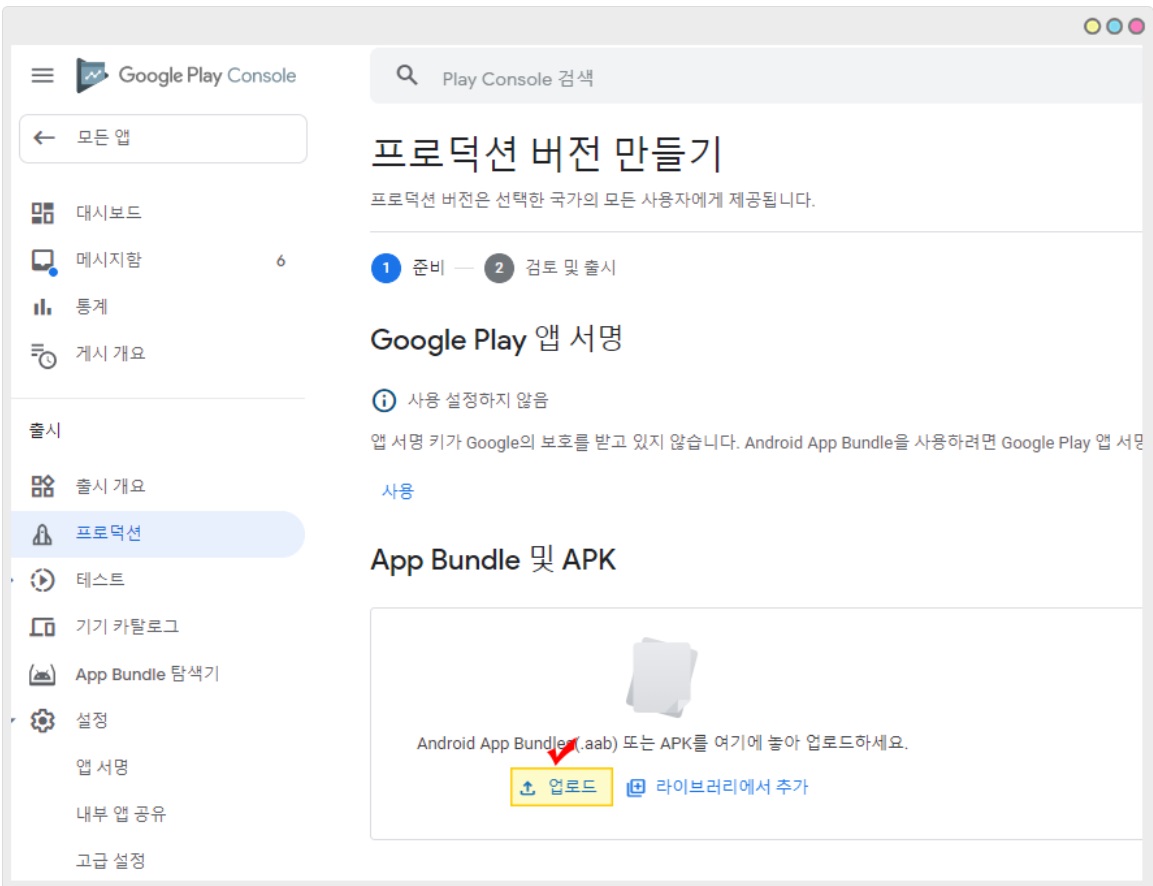 Google Play Console
Play Console 검색
모든 앱
대시보드
메시지함 6
통계
게시 개요
출시
출시 개요
프로덕션
테스트
기기 카탈로그
App Bundle 탐색기
설정
앱 서명
내부 앱 공유
고급 설정
프로덕션 버전 만들기
프로덕션 버전은 선택한 국가의 모든 사용자에게 제공됩니다.
1 준비 — 2 검토 및 출시
Google Play 앱 서명
사용 설정하지 않음
앱 서명 키가 Google의 보호를 받고 있지 않습니다. Android App Bundle을 사용하려면 Google Play 앱 서명
사용
App Bundle 및 APK
Android App Bundles(.aab) 또는 APK를 여기에 놓아 업로드하세요.
업로드 라이브러리에서 추가